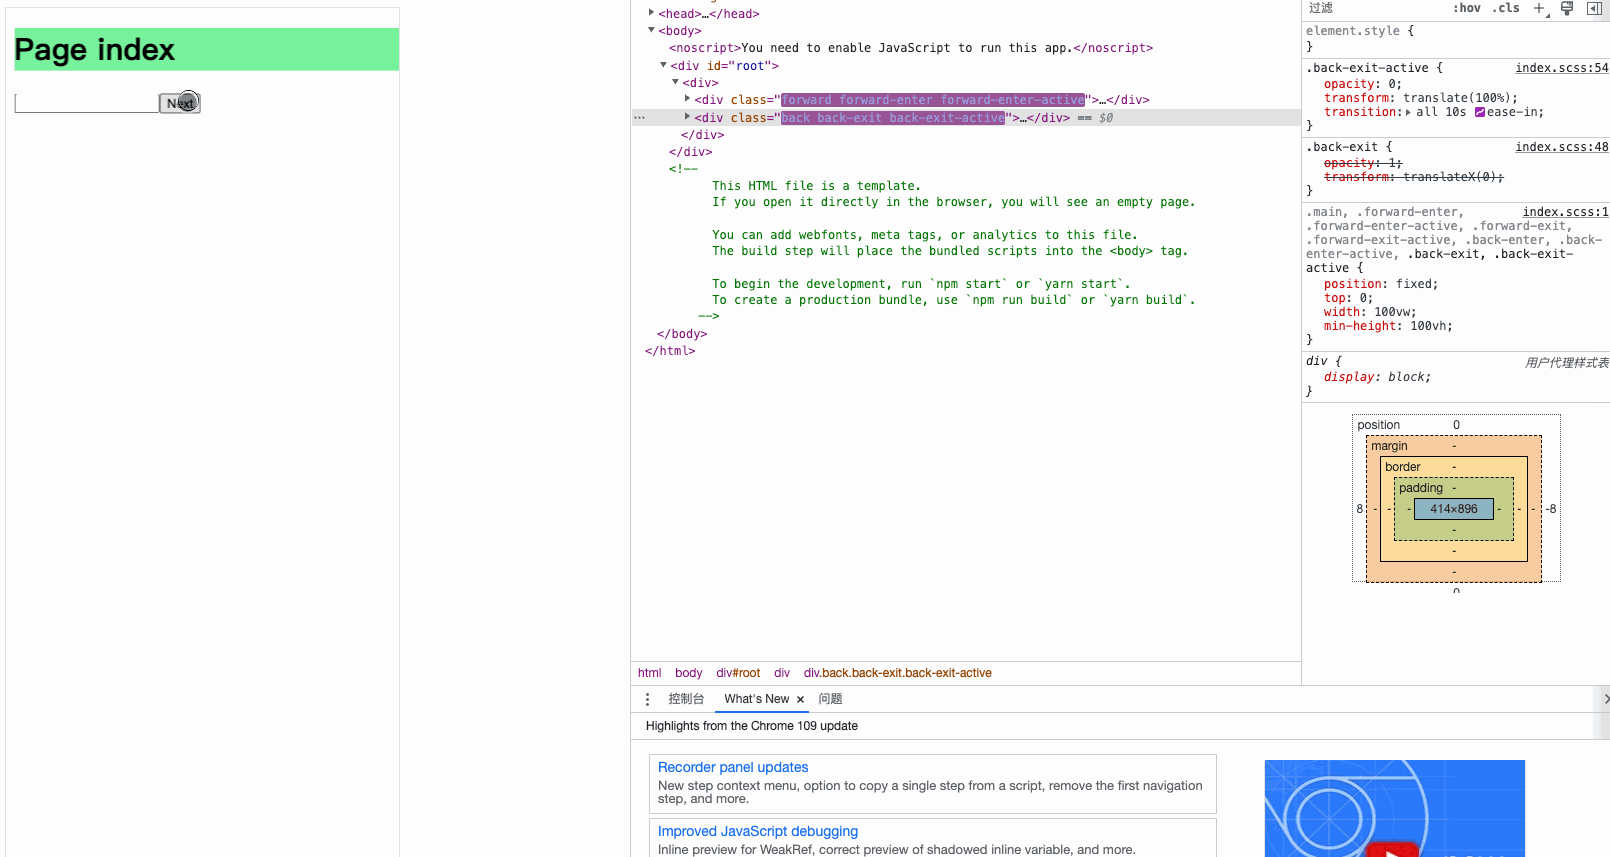 Page index
Next
<head>…</head>
<body>
<noscript>You need to enable JavaScript to run this app.</noscript>
<div id="root">
<div>
<div class="forward forward-enter forward-enter-active">…</div>
<div class="back back-exit back-exit-active">…</div> == $0
</div>
</div>
<!--
This HTML file is a template.
If you open it directly in the browser, you will see an empty page.
You can add webfonts, meta tags, or analytics to this file.
The build step will place the bundled scripts into the <body> tag.
To begin the development, run `npm start` or `yarn start`.
To create a production bundle, use `npm run build` or `yarn build`.
-->
</body>
</html>
html body div#root div div.back.back-exit.back-exit-active
过滤 :hov .cls
element.style {
}
.back-exit-active { index.scss:54
opacity: 0;
transform: translate(100%);
transition: all 10s ease-in;
}
.back-exit { index.scss:48
opacity: 1;
transform: translateX(0);
}
.main, .forward-enter, index.scss:1
.forward-enter-active, .forward-exit,
.forward-exit-active, .back-enter, .back-
enter-active, .back-exit, .back-exit-
active {
position: fixed;
top: 0;
width: 100vw;
min-height: 100vh;
}
div { 用户代理样式表
display: block;
}
position 0
margin -
border -
padding -
8 - - - 414×896 - - - -8
-
-
-
0
控制台 What's New × 问题
Highlights from the Chrome 109 update
Recorder panel updates
New step context menu, option to copy a single step from a script, remove the first navigation
step, and more.
Improved JavaScript debugging
Inline preview for WeakRef, correct preview of shadowed inline variable, and more.